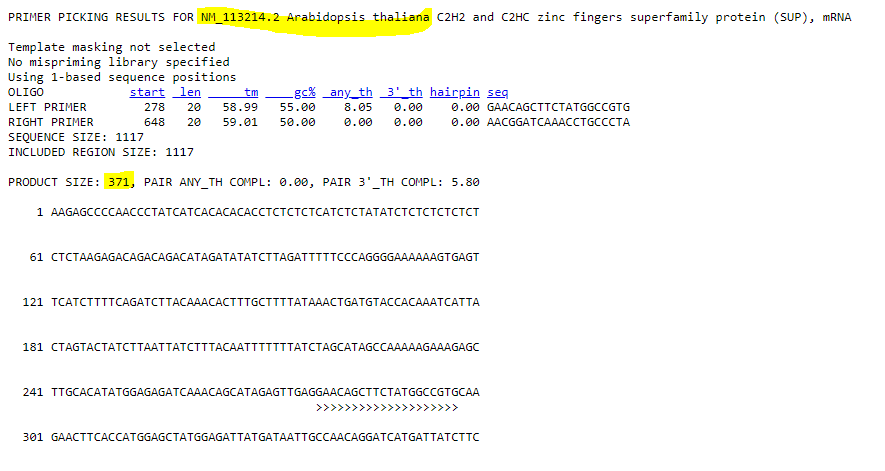 PRIMER PICKING RESULTS FOR NM_113214.2 Arabidopsis thaliana C2H2 and C2HC zinc fingers superfamily protein (SUP), mRNA
Template masking not selected
No mispriming library specified
Using 1-based sequence positions
OLIGO start len tm gc% any_th 3'_th hairpin seq
LEFT PRIMER 278 20 58.99 55.00 8.05 0.00 0.00 GAACAGCTTCTATGGCCGTG
RIGHT PRIMER 648 20 59.01 50.00 0.00 0.00 0.00 AACGGATCAAACCTGCCCTA
SEQUENCE SIZE: 1117
INCLUDED REGION SIZE: 1117
PRODUCT SIZE: 371, PAIR ANY_TH COMPL: 0.00, PAIR 3'_TH COMPL: 5.80
1 AAGAGCCCCAACCCTATCATCACACACACCTCTCTCTCATCTCTATATCTCTCTCTCTCT
61 CTCTAAGAGACAGACAGACATAGATATATCTTAGATTTTTCCCAGGGGAAAAAAGTGAGT
121 TCATCTTTTCAGATCTTACAAACACTTTGCTTTTATAAACTGATGTACCACAAATCATTA
181 CTAGTACTATCTTAATTATCTTTACAATTTTTTTATCTAGCATAGCCAAAAAGAAAGAGC
241 TTGCACATATGGAGAGATCAAACAGCATAGAGTTGAGGAACAGCTTCTATGGCCGTGCAA
>>>>>>>>>>>>>>>>>>>>
301 GAACTTCACCATGGAGCTATGGAGATTATGATAATTGCCAACAGGATCATGATTATCTTC